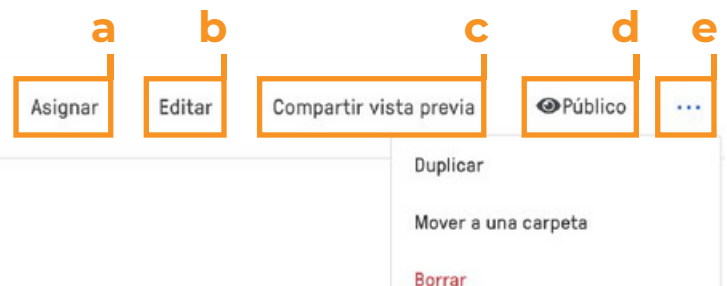 a b c d e
Asignar Editar Compartir vista previa Público ...
Duplicar
Mover a una carpeta
Borrar